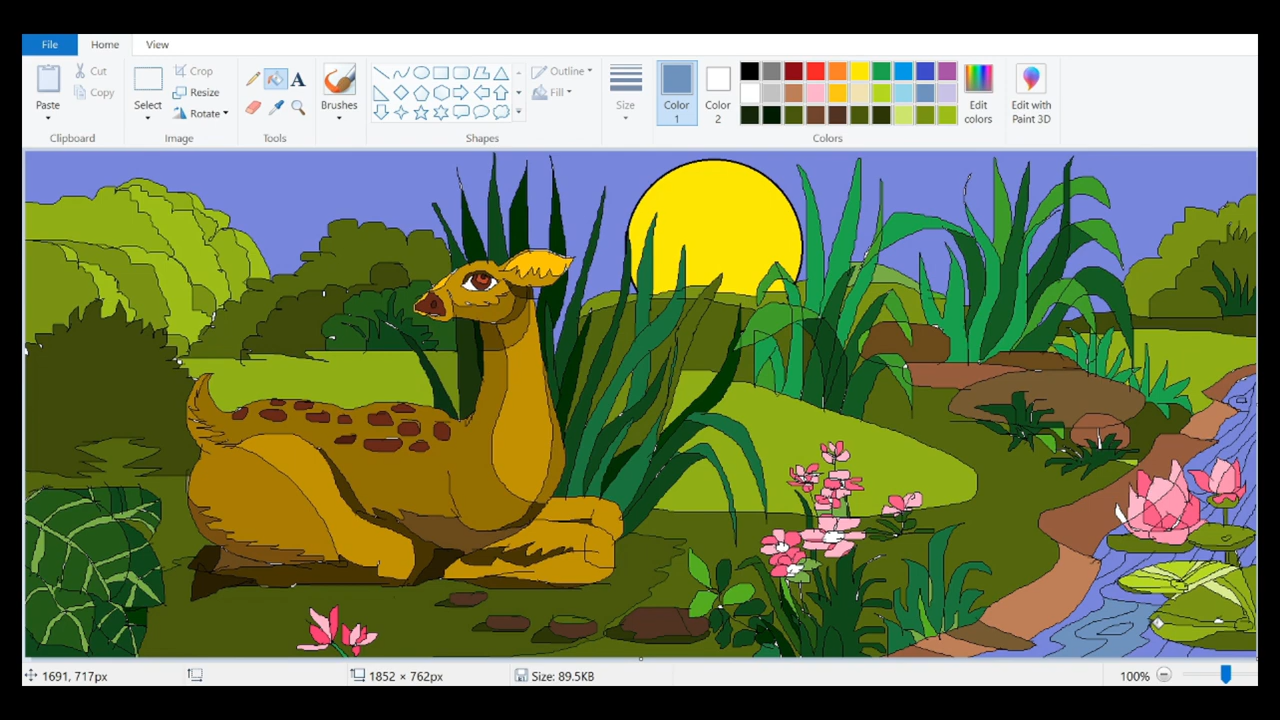 File Home View
Paste Cut Copy Clipboard
Select Crop Resize Rotate Image
A Tools
Brushes
Outline Fill Shapes
Size
Color 1 Color 2 Edit colors Colors
Edit with Paint 3D
1691, 717px 1852 × 762px Size: 89.5KB 100%